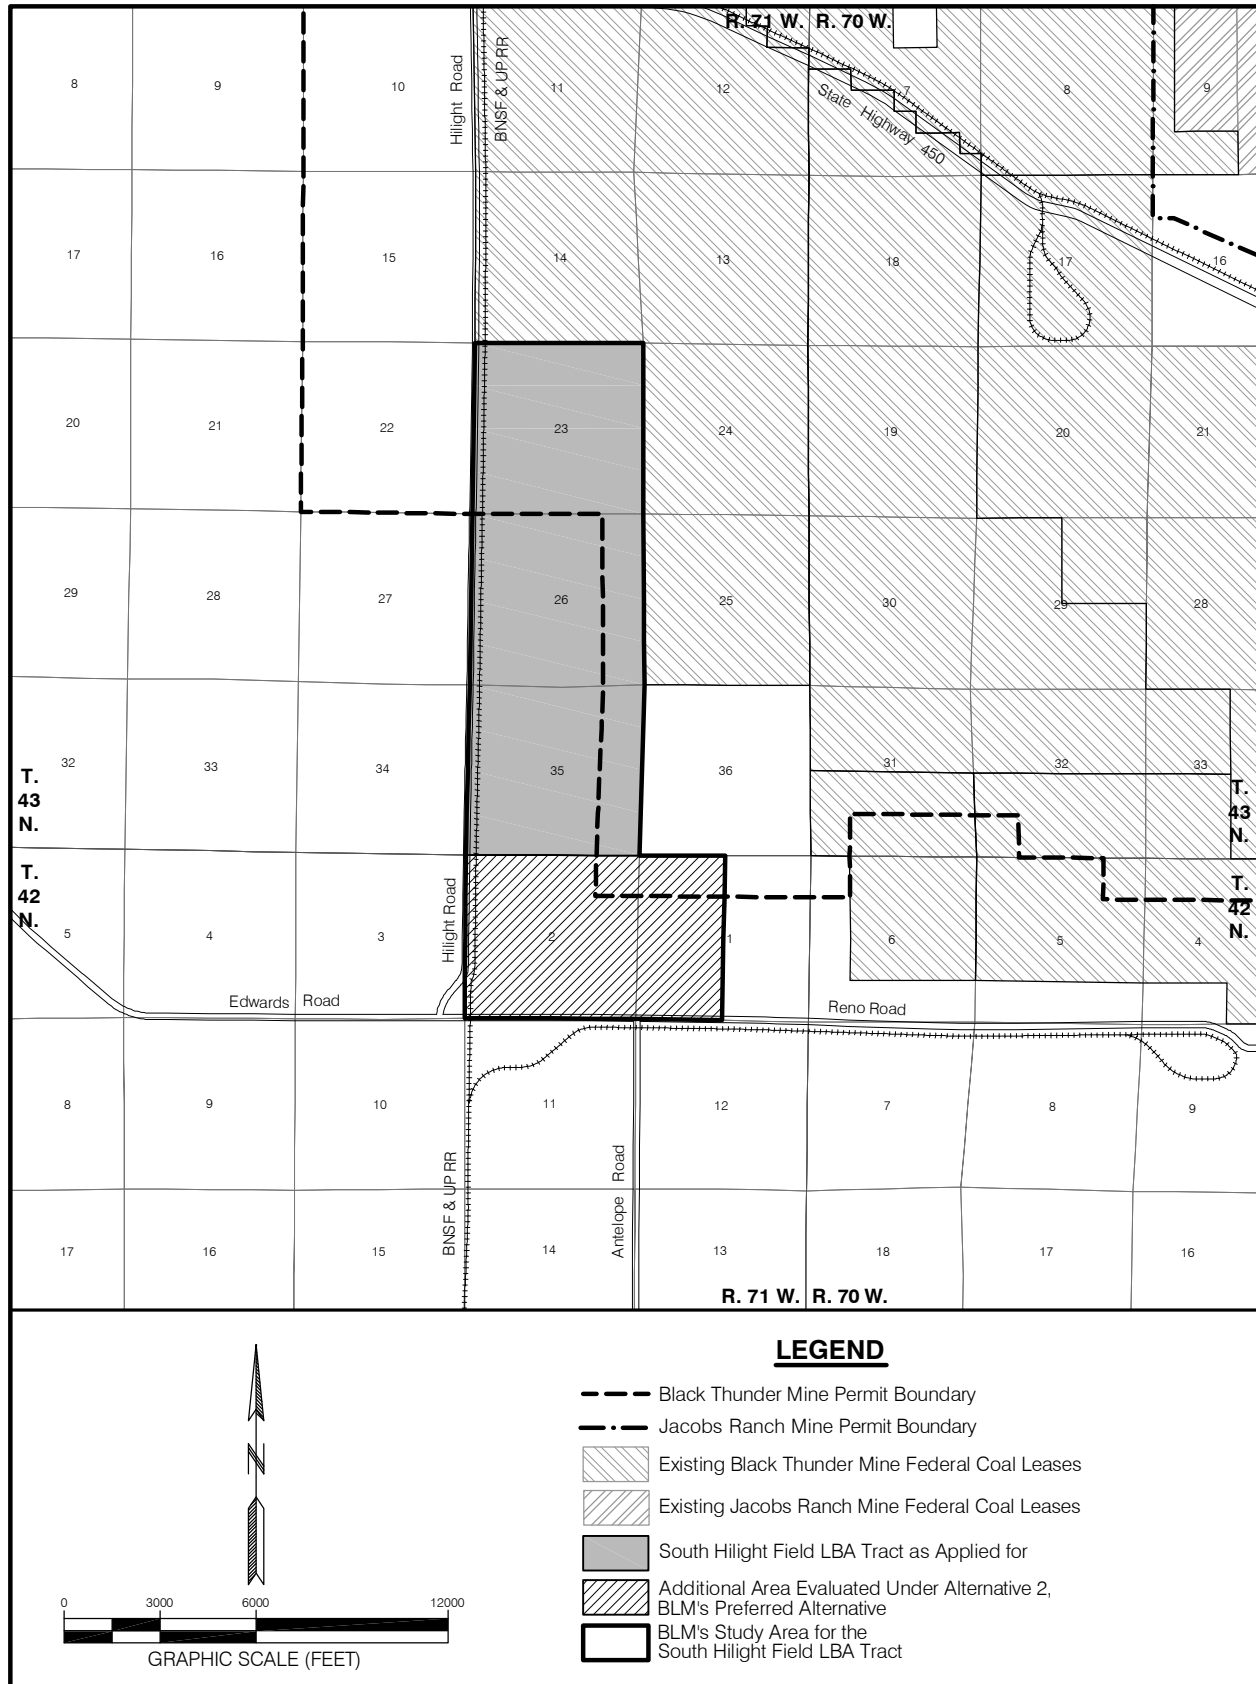 R. 71 W. R. 70 W.
8 9 10 11 12 7 8 9
Hilight Road
BNSF & UP RR
State Highway 450
17 16 15 14 13 18 17 16
20 21 22 23 24 19 20 21
29 28 27 26 25 30 29 28
32 33 34 35 36 31 32 33
T.
43
N.
T.
43
N.
T.
42
N.
T.
42
N.
5 4 3 2 1 6 5 4
Hilight Road
Edwards Road
Reno Road
8 9 10 11 12 7 8 9
BNSF & UP RR
Antelope Road
17 16 15 14 13 18 17 16
R. 71 W. R. 70 W.
LEGEND
Black Thunder Mine Permit Boundary
Jacobs Ranch Mine Permit Boundary
Existing Black Thunder Mine Federal Coal Leases
Existing Jacobs Ranch Mine Federal Coal Leases
South Hilight Field LBA Tract as Applied for
Additional Area Evaluated Under Alternative 2,
BLM's Preferred Alternative
BLM's Study Area for the
South Hilight Field LBA Tract
N
0 3000 6000 12000
GRAPHIC SCALE (FEET)